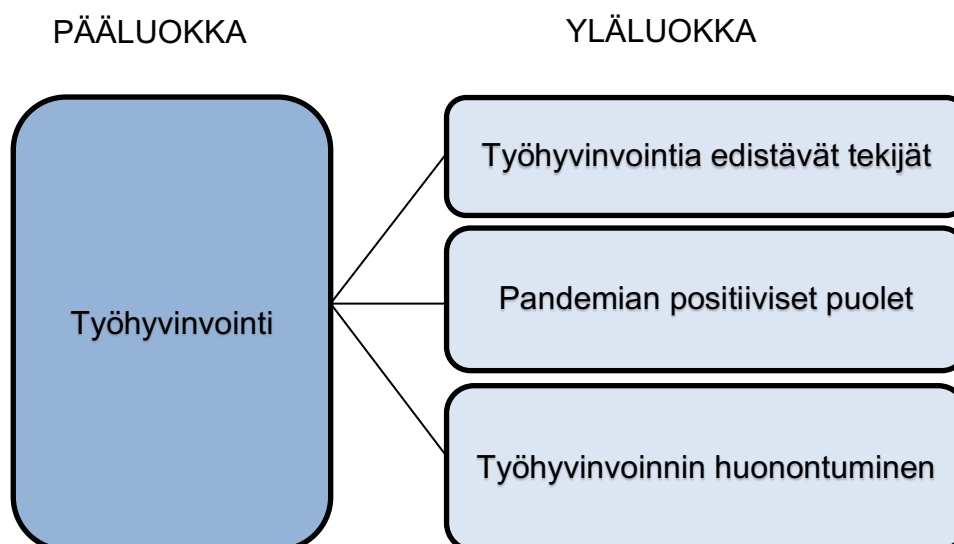 PÄÄLUOKKA
YLÄLUOKKA
Työhyvinvointi
Työhyvinvointia edistävät tekijät
Pandemian positiiviset puolet
Työhyvinvoinnin huonontuminen